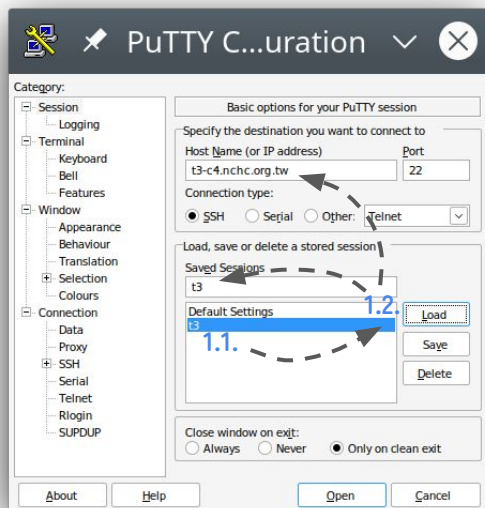 PuTTY C...uration
Category:
Session
Logging
Terminal
Keyboard
Bell
Features
Window
Appearance
Behaviour
Translation
Selection
Colours
Connection
Data
Proxy
SSH
Serial
Telnet
Rlogin
SUPDUP
Basic options for your PuTTY session
Specify the destination you want to connect to
Host Name (or IP address) Port
t3-c4.nchc.org.tw 22
Connection type:
SSH Serial Other: Telnet
Load, save or delete a stored session
Saved Sessions
t3
Default Settings 1.2. Load
t3
1.1. Save
Delete
Close window on exit:
Always Never Only on clean exit
About Help Open Cancel